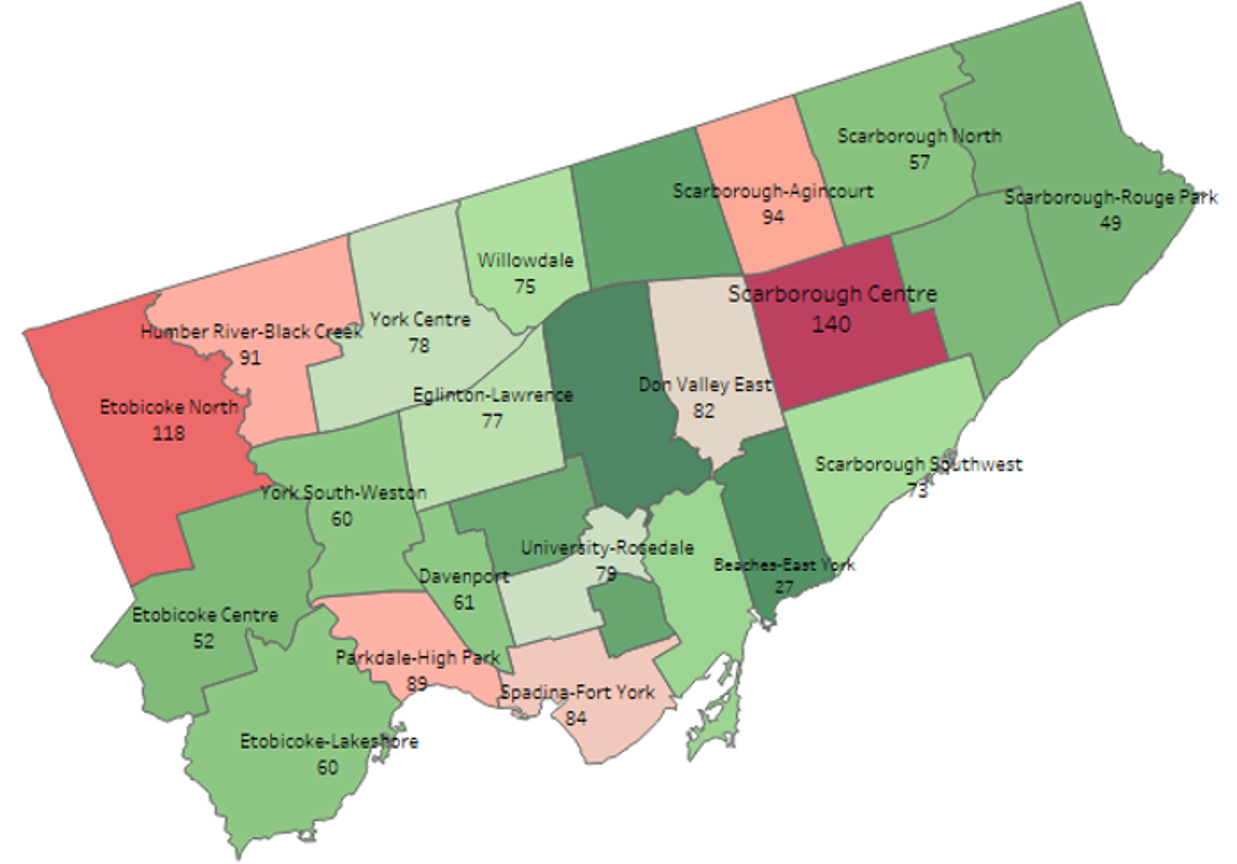 Scarborough North
57
Scarborough-Agincourt
94
Scarborough-Rouge Park
49
Willowdale
75
Scarborough Centre
140
Humber River-Black Creek
91
York Centre
78
Don Valley East
82
Eglinton-Lawrence
77
Etobicoke North
118
Scarborough Southwest
73
York South-Weston
60
University-Rosedale
79
Beaches-East York
27
Davenport
61
Etobicoke Centre
52
Parkdale-High Park
89
Spadina-Fort York
84
Etobicoke-Lakeshore
60